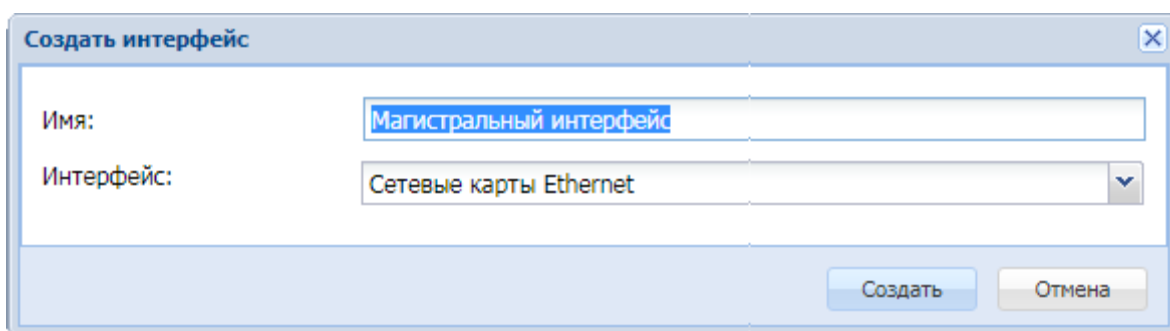 Создать интерфейс
Имя:
Магистральный интерфейс
Интерфейс:
Сетевые карты Ethernet
Создать
Отмена